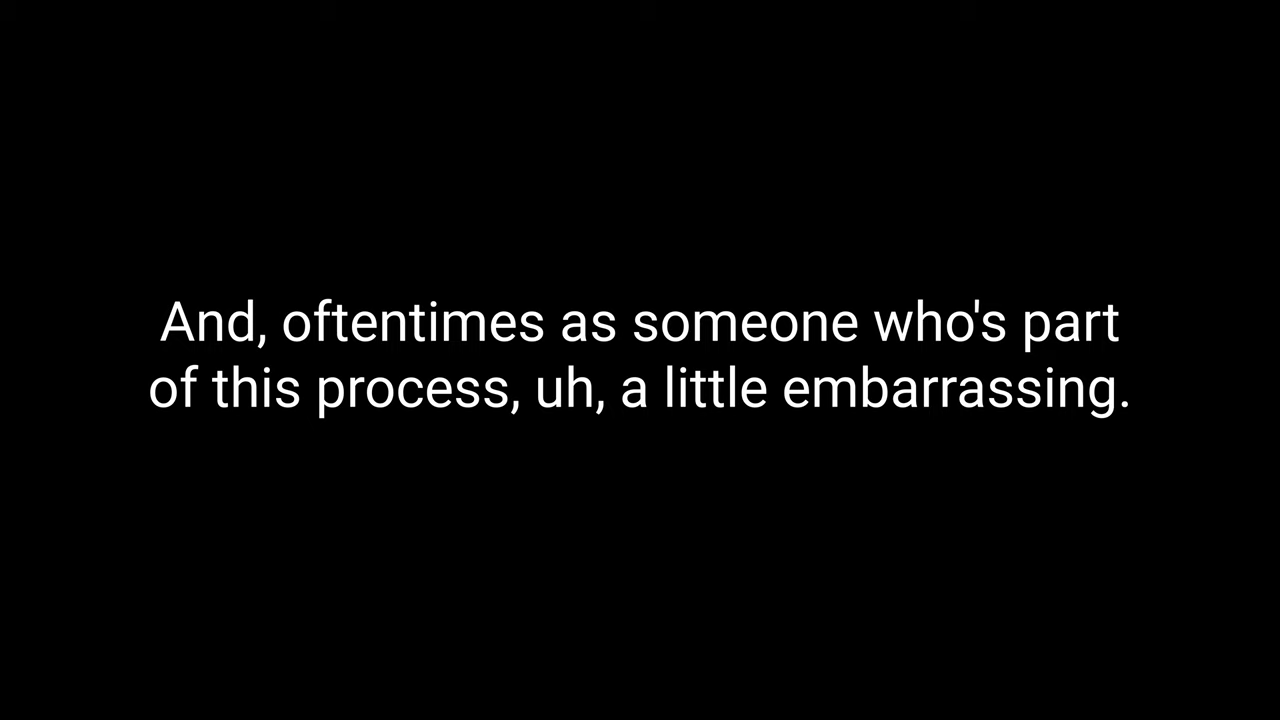 And, oftentimes as someone who's part
of this process, uh, a little embarrassing.